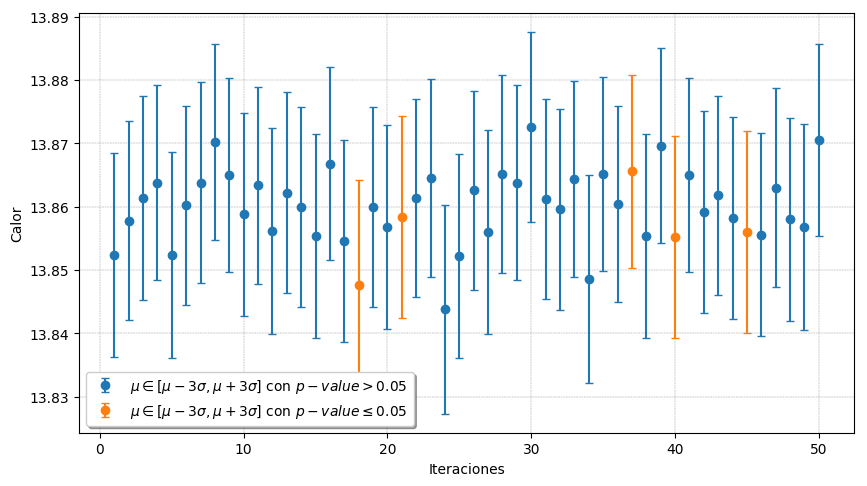 13.89
13.88
13.87
13.86
13.85
13.84
13.83
Calor
μ ∈ [μ − 3σ, μ + 3σ] con p − value > 0.05
μ ∈ [μ − 3σ, μ + 3σ] con p − value ≤ 0.05
0 10 20 30 40 50
Iteraciones